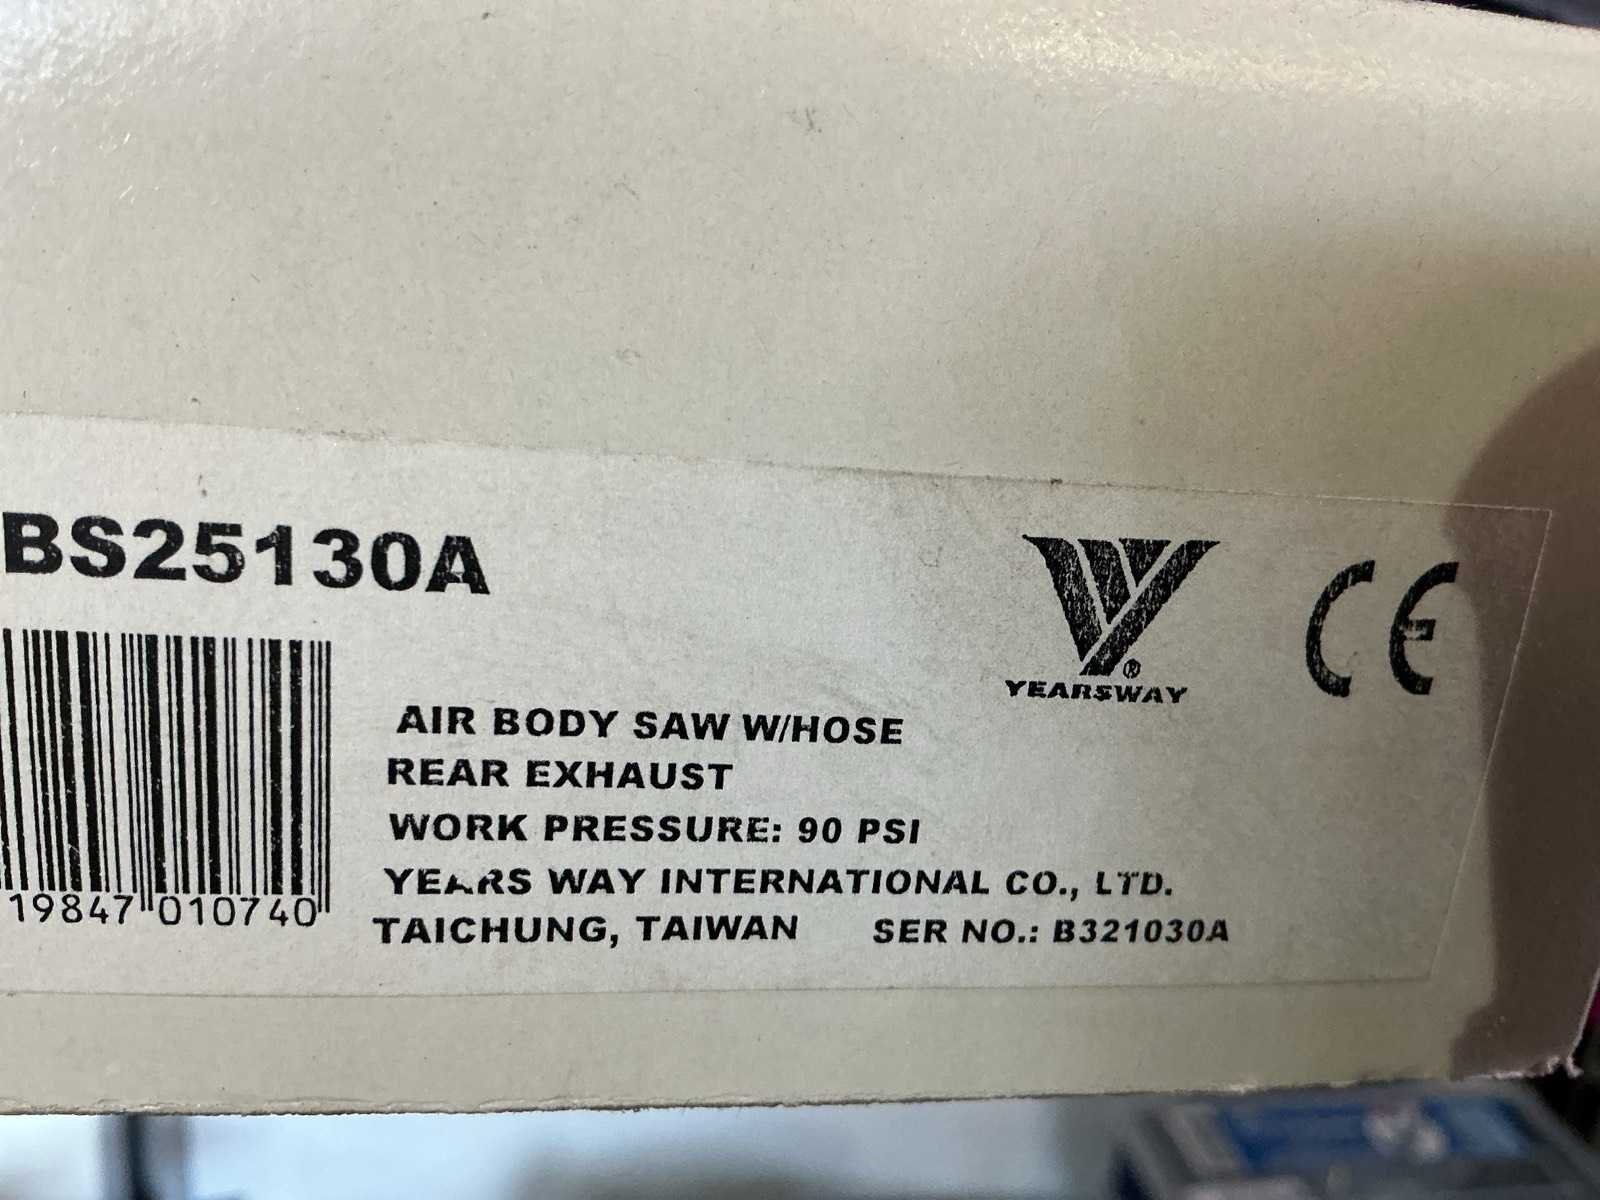 BS25130A
YEARSWAY®
CE
AIR BODY SAW W/HOSE
REAR EXHAUST
WORK PRESSURE: 90 PSI
YEARS WAY INTERNATIONAL CO., LTD.
TAICHUNG, TAIWAN SER NO.: B321030A
19847 010740